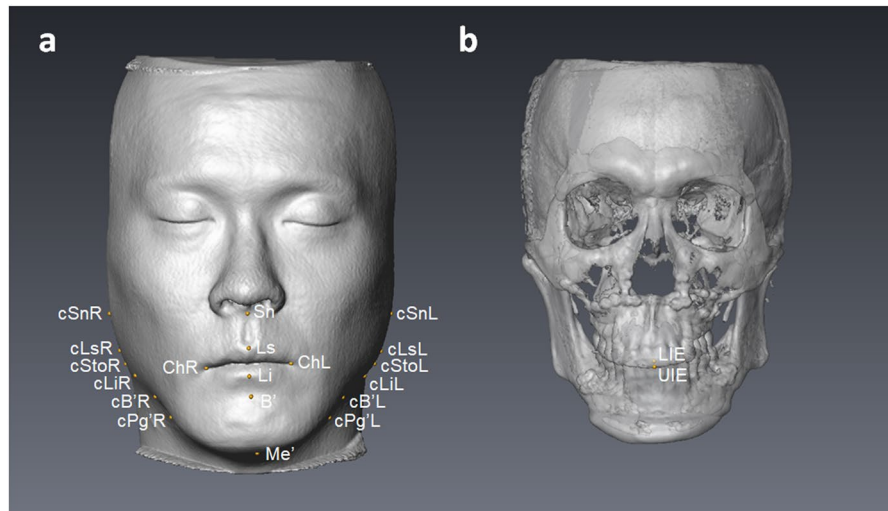 a
b
cSnR
Sn
cSnL
cLsR
Ls
cLsL
cStoR
ChR
ChL
cStoL
cLiR
Li
cLiL
cB'R
B'
cB'L
cPg'R
cPg'L
Me'
LIE
UIE